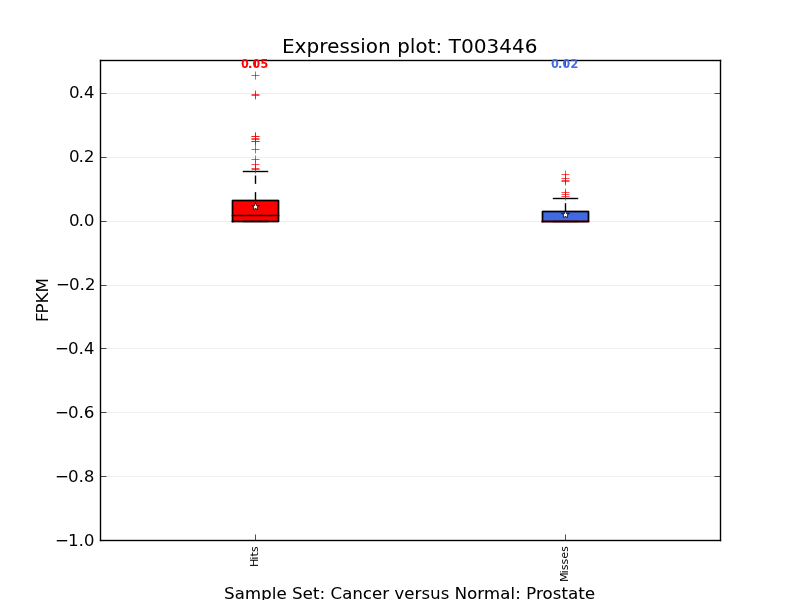 Expression plot: T003446
0.05
0.02
0.4
0.2
0.0
−0.2
−0.4
−0.6
−0.8
−1.0
FPKM
Hits
Misses
Sample Set: Cancer versus Normal: Prostate